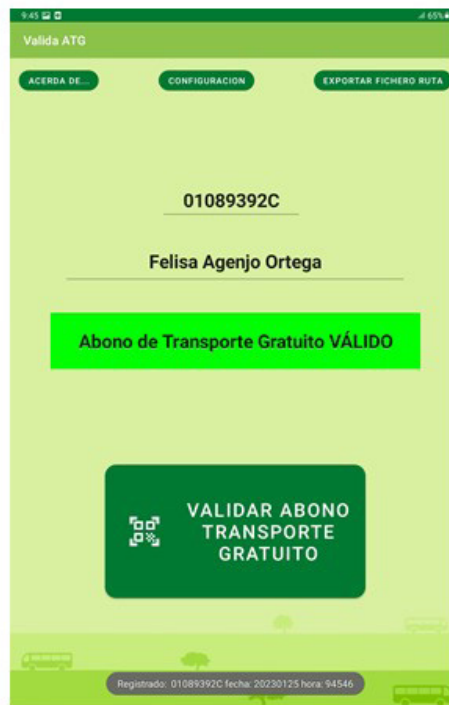 9:45 65%
Valida ATG
ACERDA DE... CONFIGURACION EXPORTAR FICHERO RUTA
01089392C
Felisa Agenjo Ortega
Abono de Transporte Gratuito VÁLIDO
VALIDAR ABONO
TRANSPORTE
GRATUITO
Registrado: 01089392C fecha: 20230125 hora: 94546